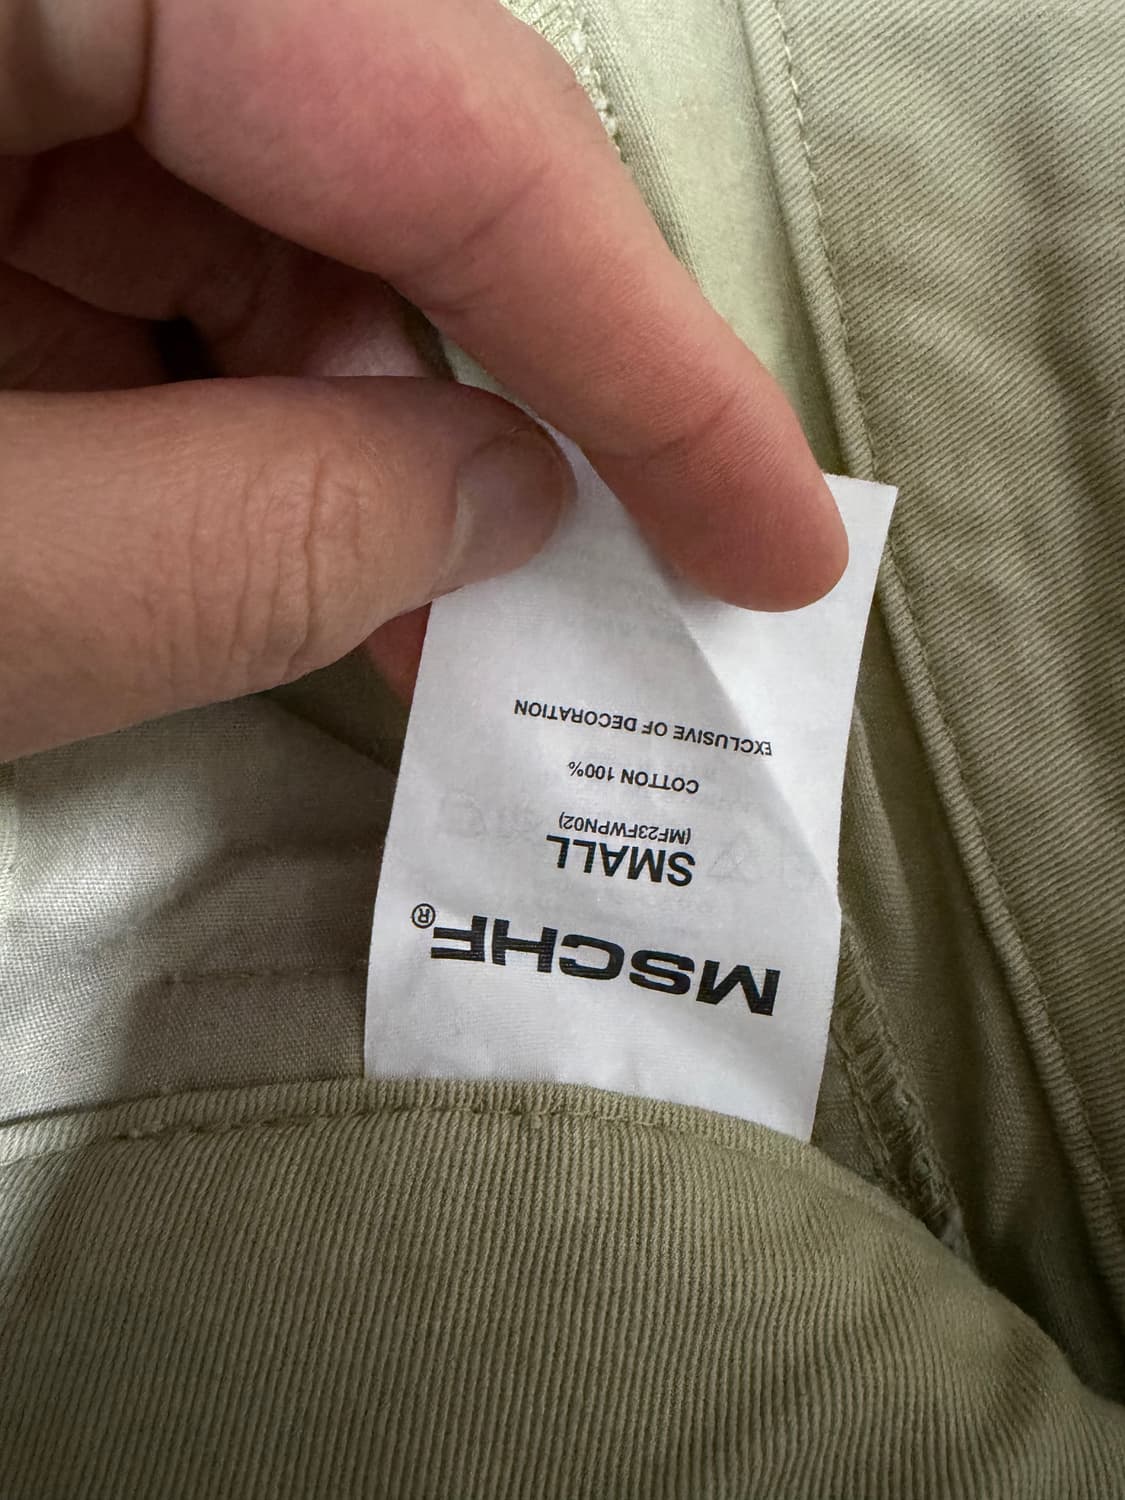 MSCHF®
SMALL
(MF23FWPN02)
COTTON 100%
EXCLUSIVE OF DECORATION